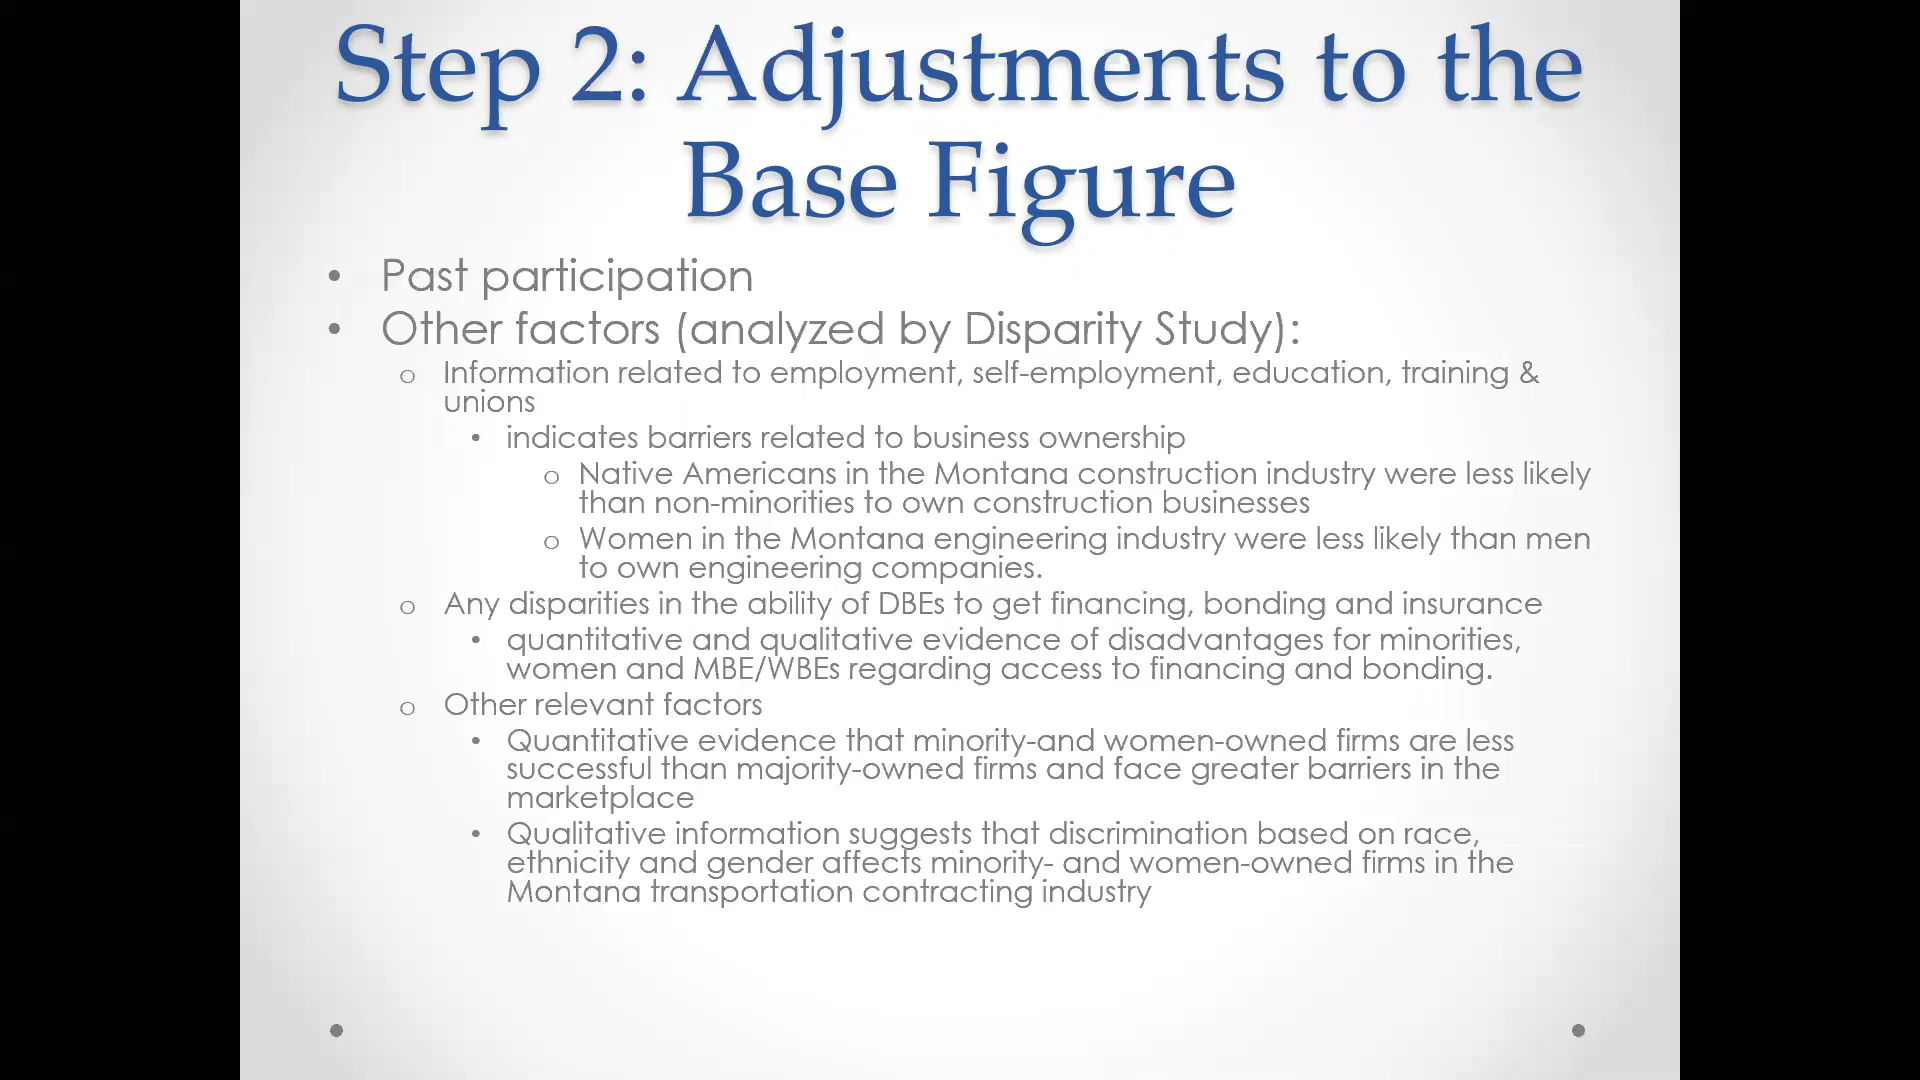 Step 2: Adjustments to the
Base Figure
• Past participation
• Other factors (analyzed by Disparity Study):
o Information related to employment, self-employment, education, training &
unions
• indicates barriers related to business ownership
o Native Americans in the Montana construction industry were less likely
than non-minorities to own construction businesses
o Women in the Montana engineering industry were less likely than men
to own engineering companies.
o Any disparities in the ability of DBEs to get financing, bonding and insurance
• quantitative and qualitative evidence of disadvantages for minorities,
women and MBE/WBEs regarding access to financing and bonding.
o Other relevant factors
• Quantitative evidence that minority-and women-owned firms are less
successful than majority-owned firms and face greater barriers in the
marketplace
• Qualitative information suggests that discrimination based on race,
ethnicity and gender affects minority- and women-owned firms in the
Montana transportation contracting industry